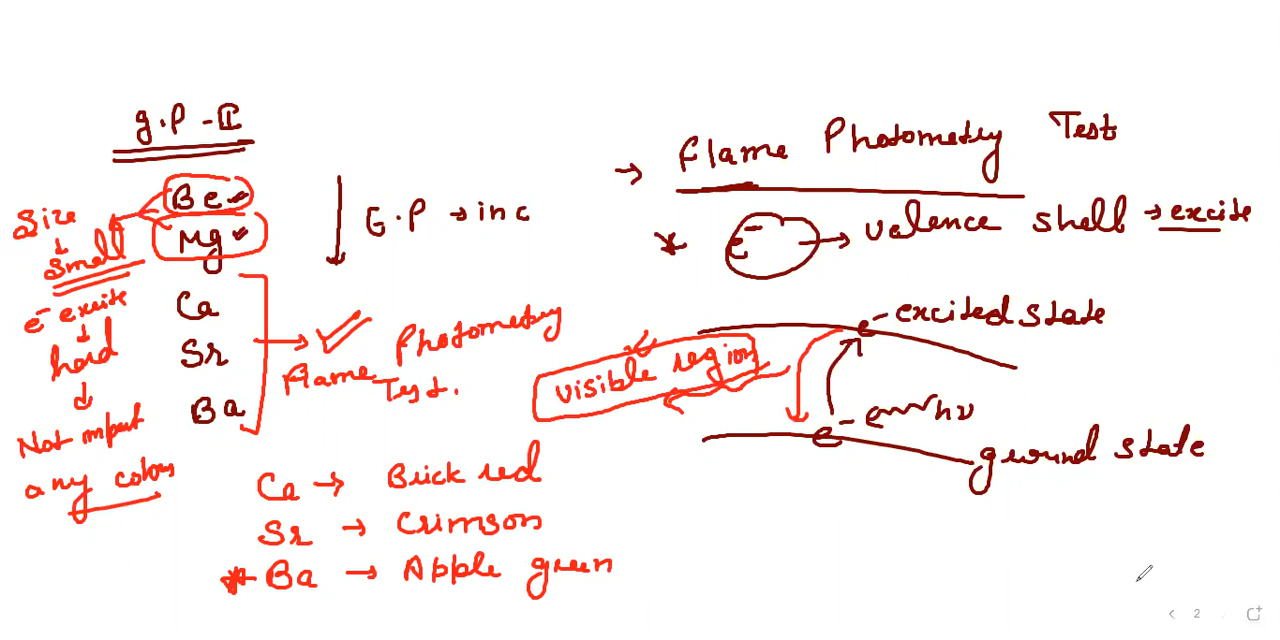 g.P - II
Be
Mg
Ca
Sr
Ba
Size
↓
small
e⁻ excite
↓
hard
↓
Not impart
any colour
G.P → inc
→ Flame Photometry
Test.
Ca → Brick red
Sr → Crimson
* Ba → Apple green
→ Flame Photometry Test
* e⁻ → valence shell → excite
e⁻ excited state
visible region
e⁻ hν
ground state
2